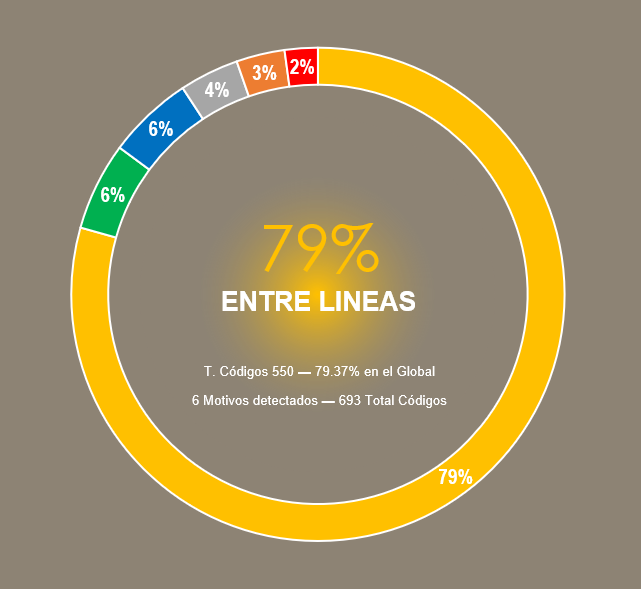 2%
3%
4%
6%
6%
79%
ENTRE LINEAS
T. Códigos 550 — 79.37% en el Global
6 Motivos detectados — 693 Total Códigos
79%